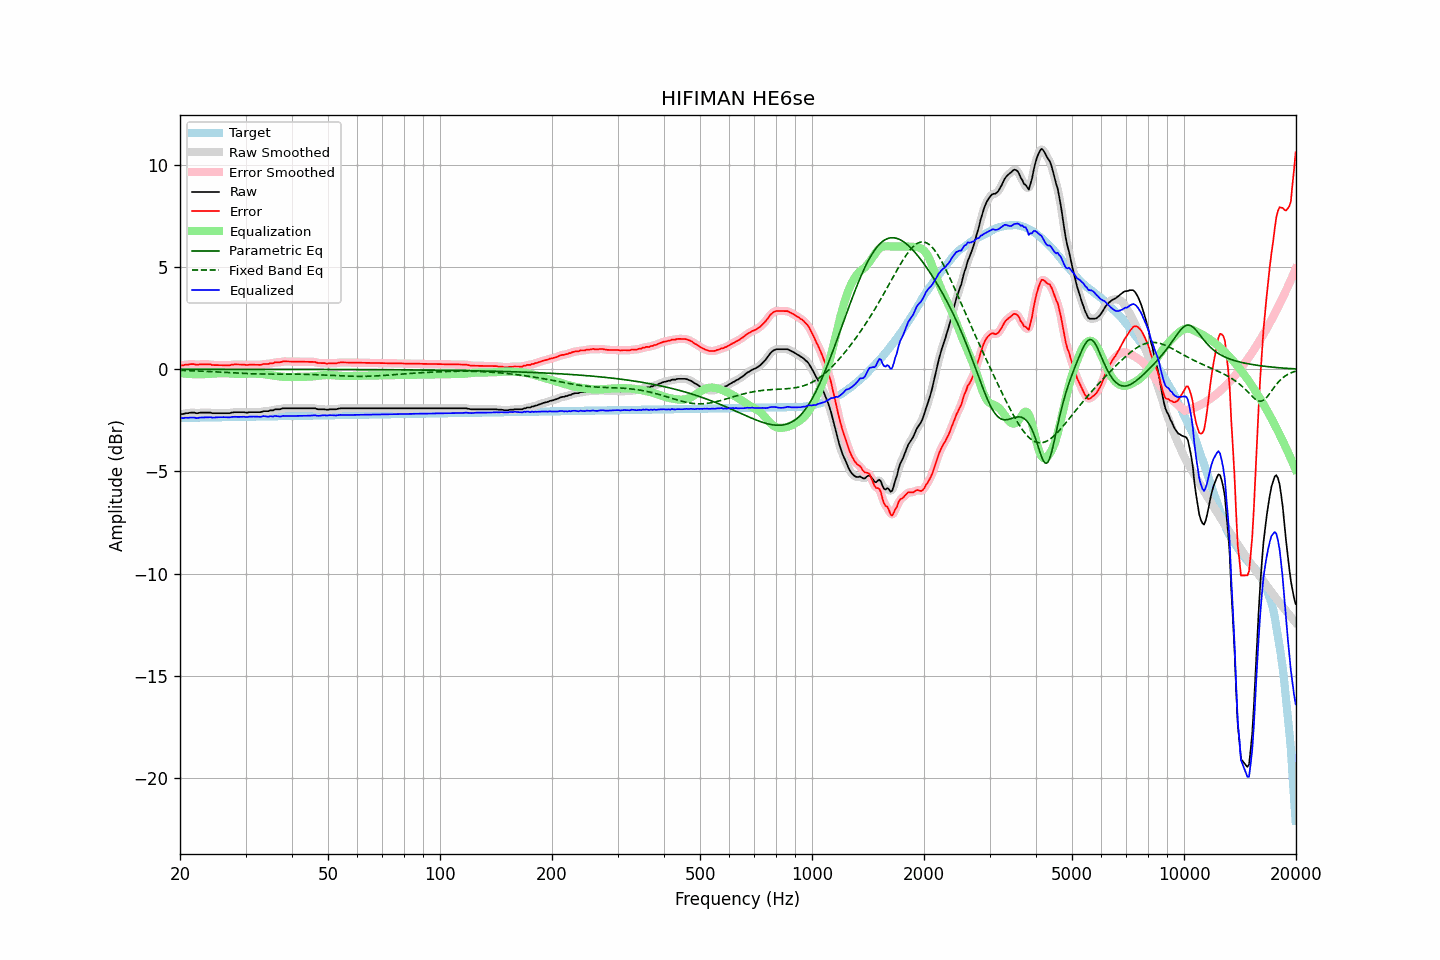 HIFIMAN HE6se
Target
Raw Smoothed
Error Smoothed
Raw
Error
Equalization
Parametric Eq
Fixed Band Eq
Equalized
Amplitude (dBr)
10
5
0
−5
−10
−15
−20
20
50
100
200
500
1000
2000
5000
10000
20000
Frequency (Hz)